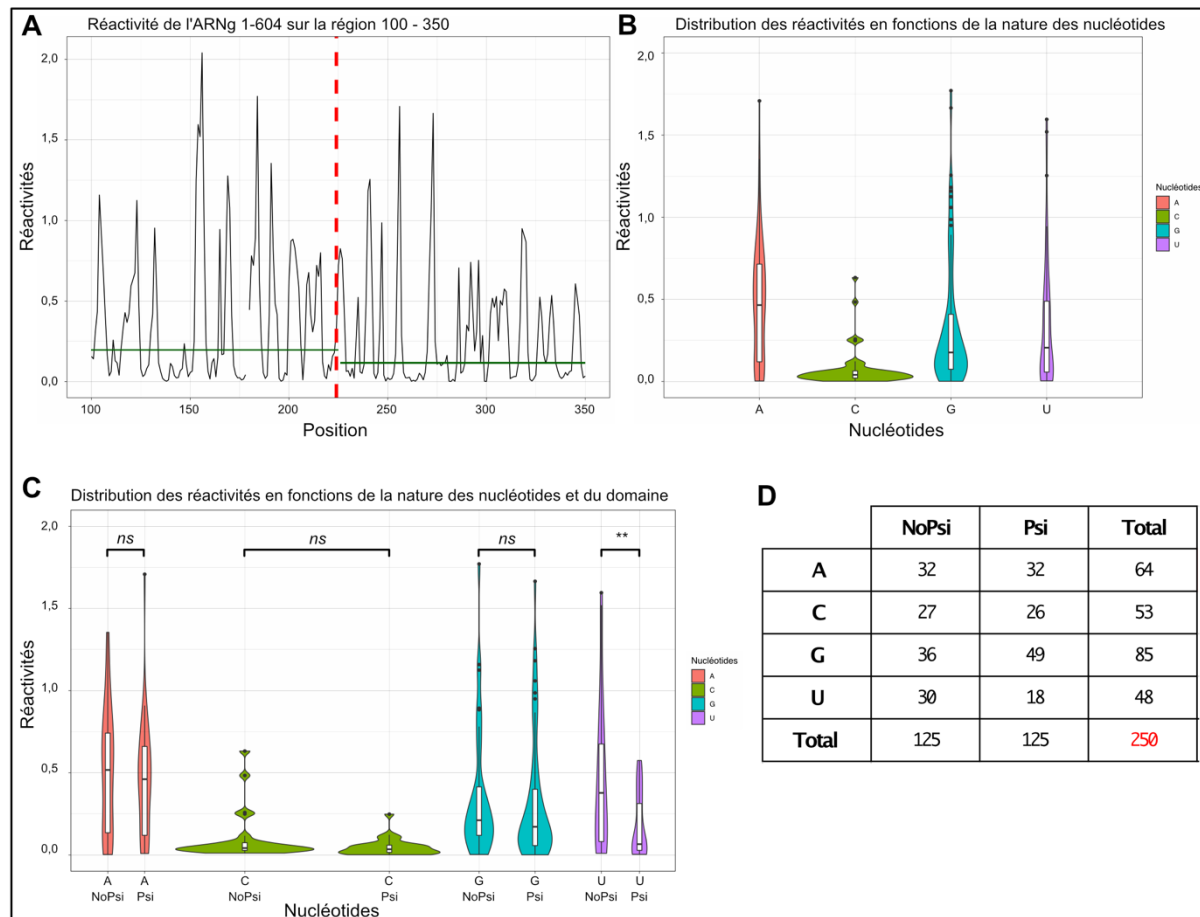 A
Réactivité de l'ARNg 1-604 sur la région 100 - 350
2,0
1,5
1,0
0,5
0,0
Réactivités
100
150
200
250
300
350
Position
B
Distribution des réactivités en fonctions de la nature des nucléotides
2,0
1,5
1,0
0,5
0,0
Réactivités
A
C
G
U
Nucléotides
Nucléotides
A
C
G
U
C
Distribution des réactivités en fonctions de la nature des nucléotides et du domaine
2,0
1,5
1,0
0,5
0,0
Réactivités
ns
ns
ns
**
A A C C G G U U
NoPsi Psi NoPsi Psi NoPsi Psi NoPsi Psi
Nucléotides
Nucléotides
A
C
G
U
D
NoPsi Psi Total
A 32 32 64
C 27 26 53
G 36 49 85
U 30 18 48
Total 125 125 250